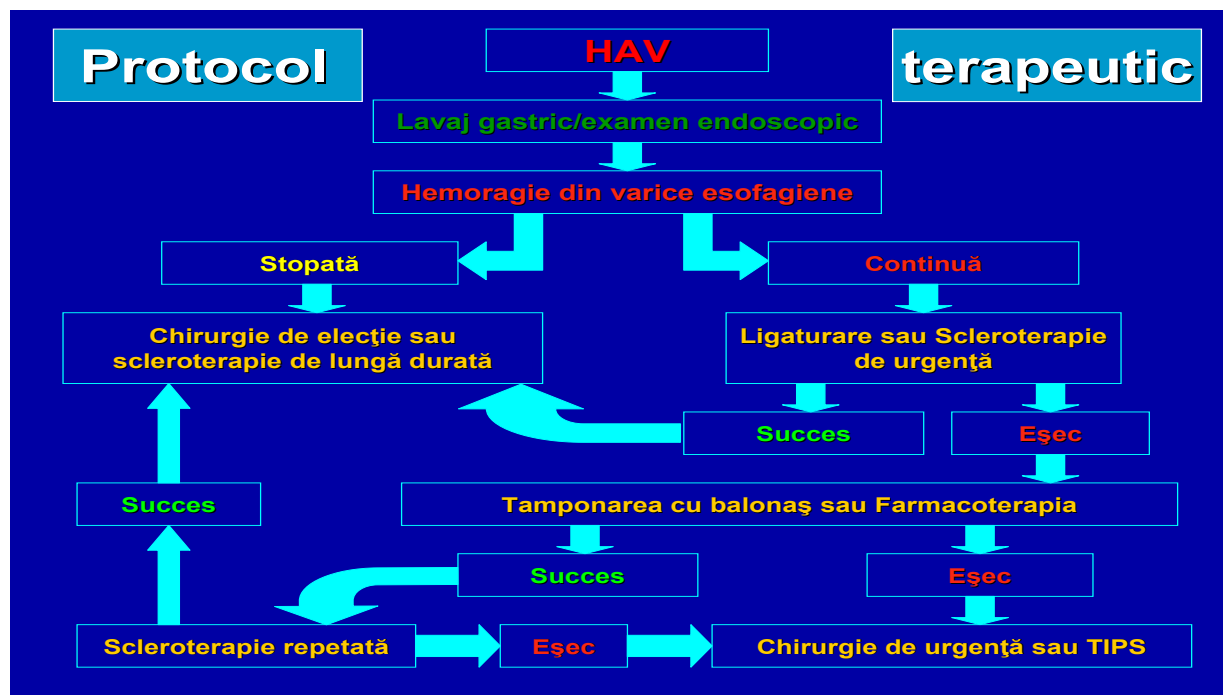 Protocol
HAV
terapeutic
Lavaj gastric/examen endoscopic
Hemoragie din varice esofagiene
Stopată
Continuă
Chirurgie de elecţie sau
scleroterapie de lungă durată
Ligaturare sau Scleroterapie
de urgenţă
Succes
Eşec
Succes
Tamponarea cu balonaş sau Farmacoterapia
Succes
Eşec
Scleroterapie repetată
Eşec
Chirurgie de urgenţă sau TIPS